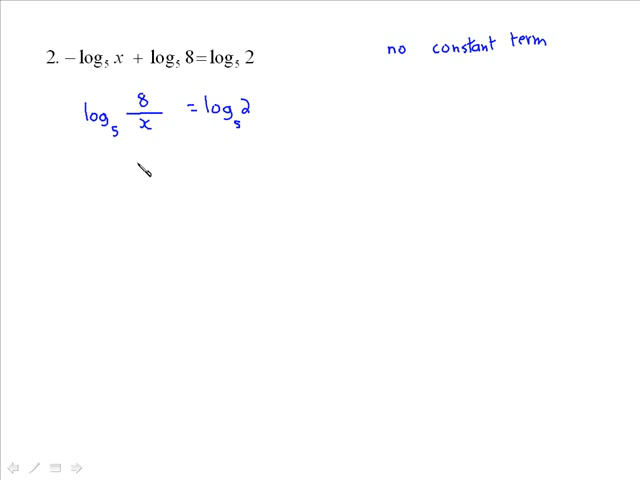 2. −log₅ x + log₅ 8 = log₅ 2
no constant term
log₅ 8/x = log₅ 2